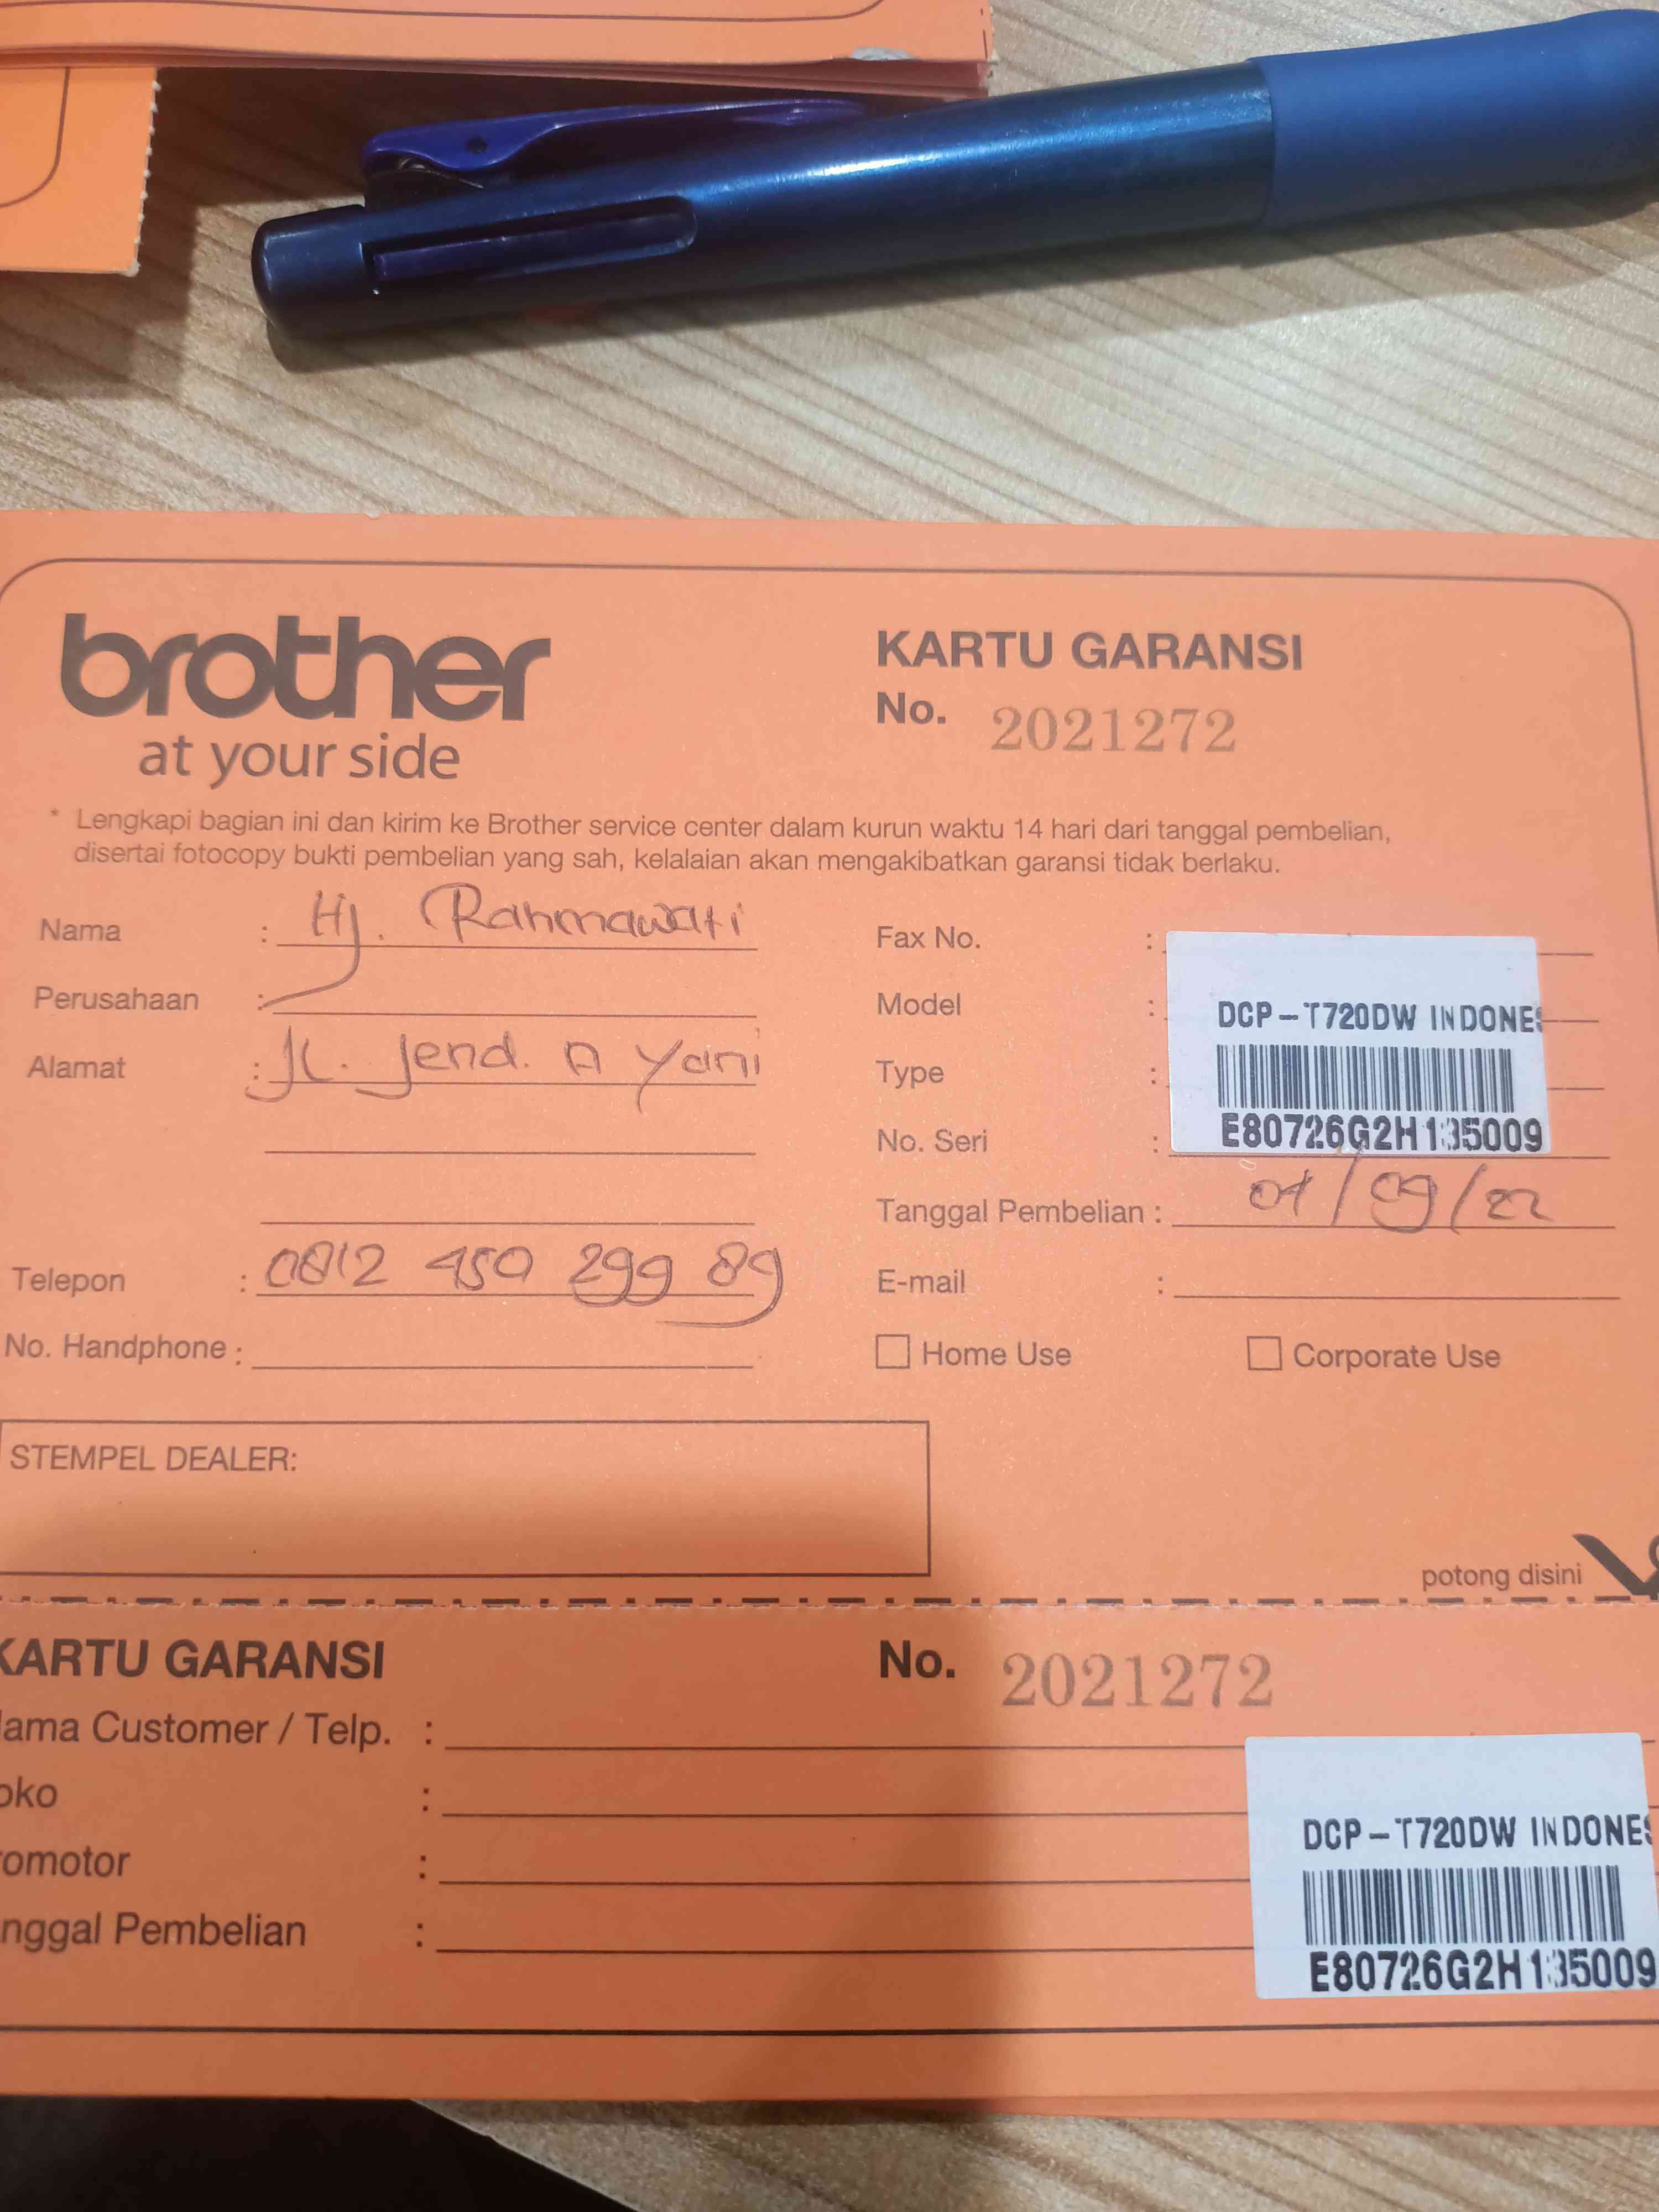 brother
at your side
KARTU GARANSI
No. 2021272
* Lengkapi bagian ini dan kirim ke Brother service center dalam kurun waktu 14 hari dari tanggal pembelian,
disertai fotocopy bukti pembelian yang sah, kelalaian akan mengakibatkan garansi tidak berlaku.
Nama : Hj. Rahmawati
Perusahaan :
Alamat : Jl. Jend. A Yani
Telepon : 0812 450 299 89
No. Handphone :
Fax No. :
Model :
Type :
No. Seri :
DCP-T720DW INDONES
E80726G2H135009
Tanggal Pembelian : 01/09/22
E-mail :
Home Use
Corporate Use
STEMPEL DEALER:
potong disini
KARTU GARANSI
No. 2021272
ama Customer / Telp. :
oko :
omotor :
nggal Pembelian :
DCP-T720DW INDONES
E80726G2H135009